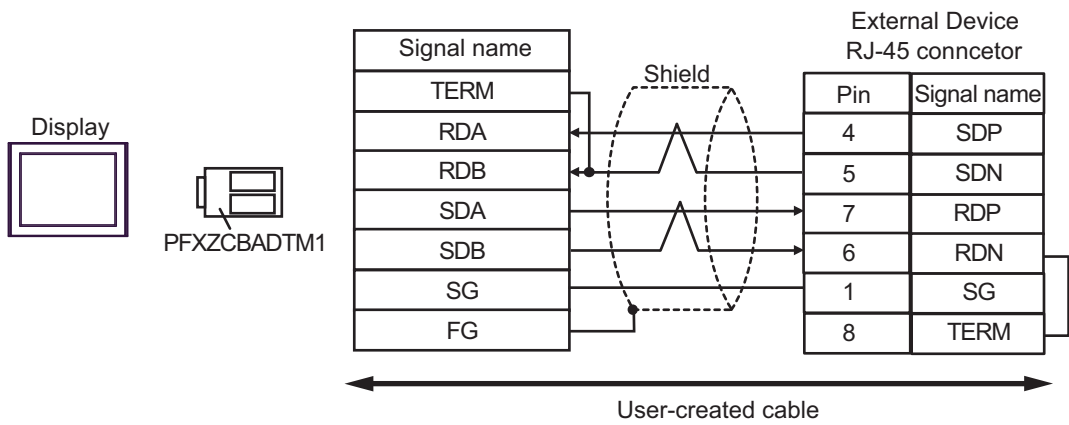 External Device
RJ-45 conncetor
Signal name
Shield
TERM
Pin Signal name
Display
RDA
4 SDP
RDB
5 SDN
SDA
7 RDP
PFXZCBADTM1
SDB
6 RDN
SG
1 SG
FG
8 TERM
User-created cable